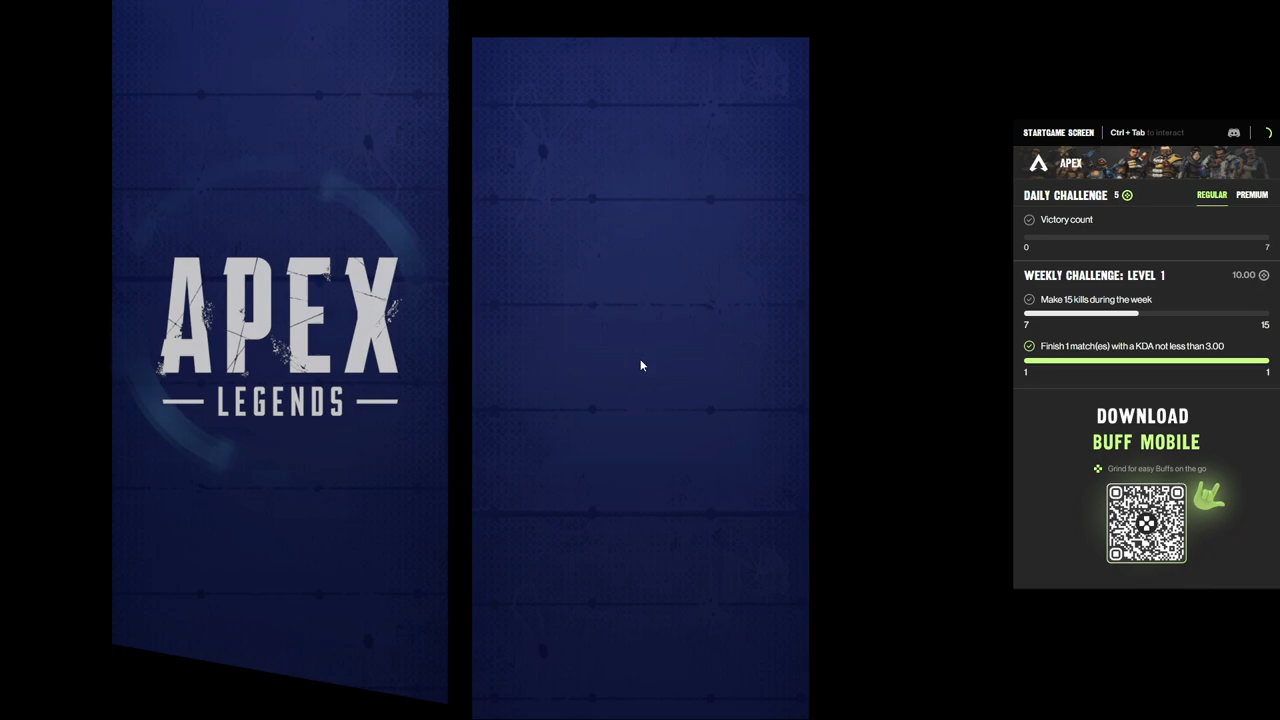 APEX
LEGENDS
STARTGAME SCREEN Ctrl + Tab to interact
APEX
DAILY CHALLENGE 5 REGULAR PREMIUM
Victory count
0 7
WEEKLY CHALLENGE: LEVEL 1 10.00
Make 15 kills during the week
7 15
Finish 1 match(es) with a KDA not less than 3.00
1 1
DOWNLOAD
BUFF MOBILE
Grind for easy Buffs on the go